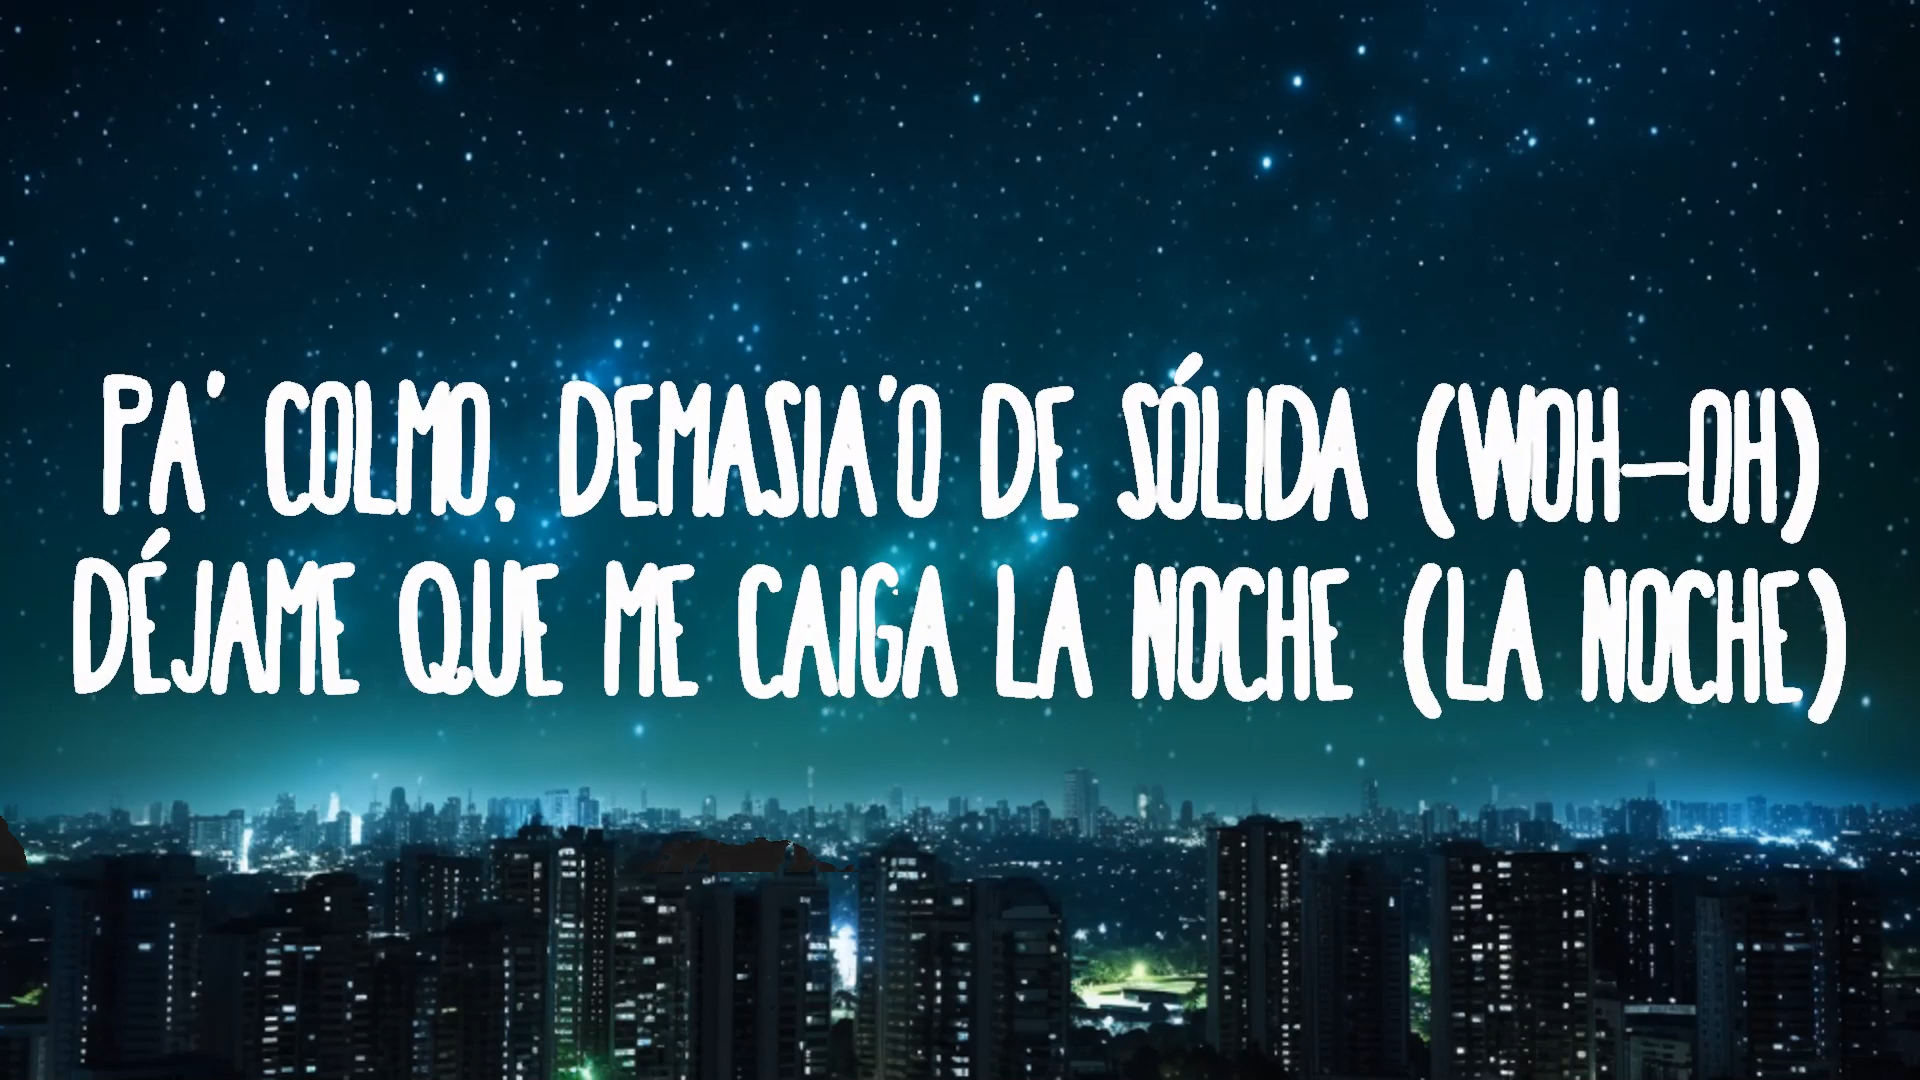 PA' COLMO, DEMASIA'O DE SÓLIDA (WOH-OH)
DÉJAME QUE ME CAIGA LA NOCHE (LA NOCHE)